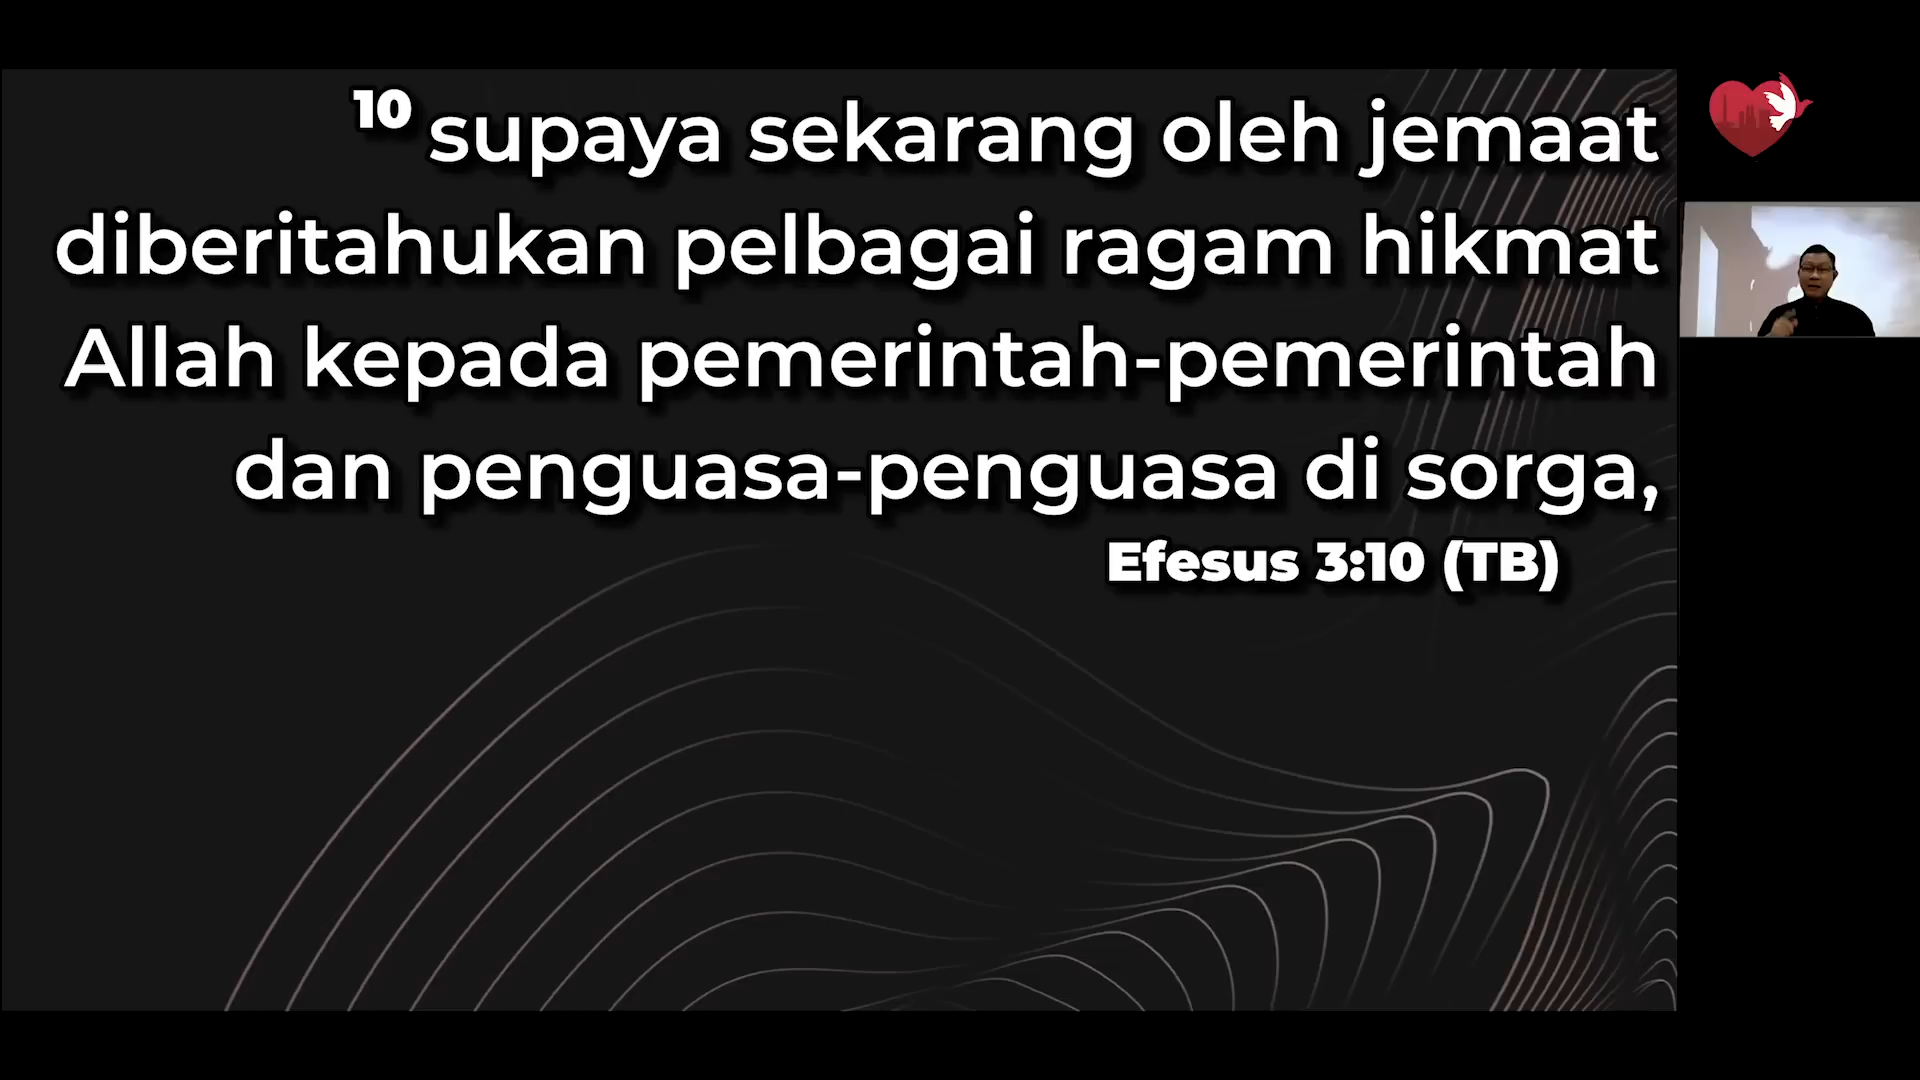 10 supaya sekarang oleh jemaat
diberitahukan pelbagai ragam hikmat
Allah kepada pemerintah-pemerintah
dan penguasa-penguasa di sorga,
Efesus 3:10 (TB)